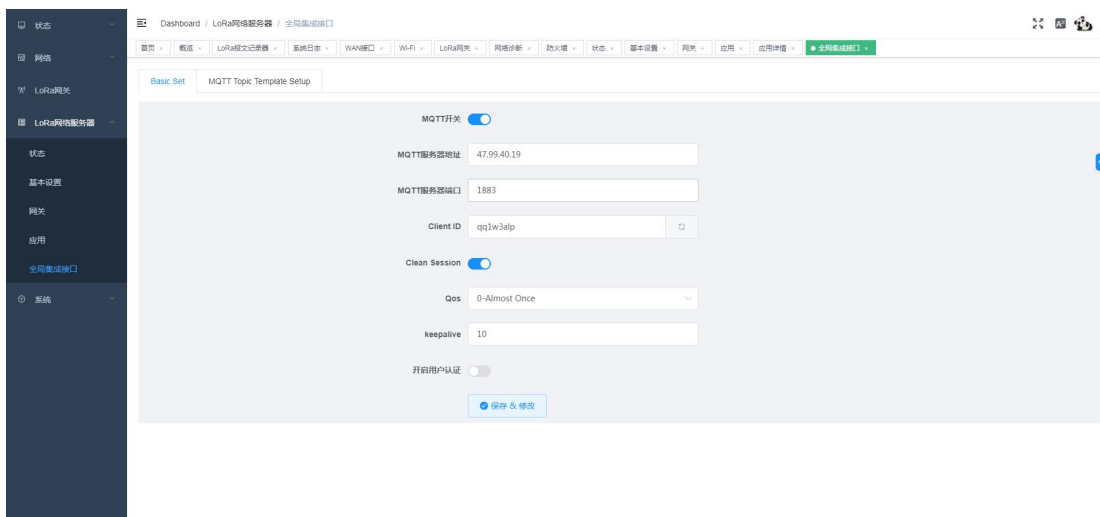 状态
网络
LoRa网关
LoRa网络服务器
状态
基本设置
网关
应用
全局集成接口
系统
Dashboard / LoRa网络服务器 / 全局集成接口
首页 × 概览 × LoRa报文记录器 × 系统日志 × WAN接口 × Wi-Fi × LoRa网关 × 网络诊断 × 防火墙 × 状态 × 基本设置 × 网关 × 应用 × 应用详情 × 全局集成接口 ×
Basic Set MQTT Topic Template Setup
MQTT开关
MQTT服务器地址 47.99.40.19
MQTT服务器端口 1883
Client ID qq1w3alp
Clean Session
Qos 0-Almost Once
keepalive 10
开启用户认证
保存 & 修改